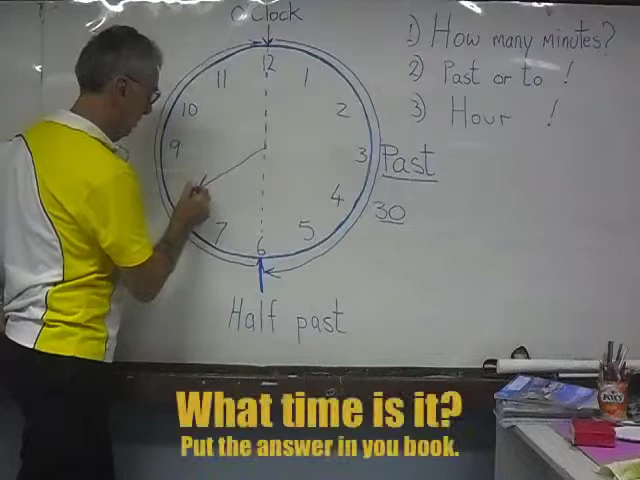 O Clock
1) How many minutes?
2) Past or to !
3) Hour !
12
11
1
10
2
9
3
Past
4
30
7
5
6
Half past
What time is it?
Put the answer in you book.
FOX'S